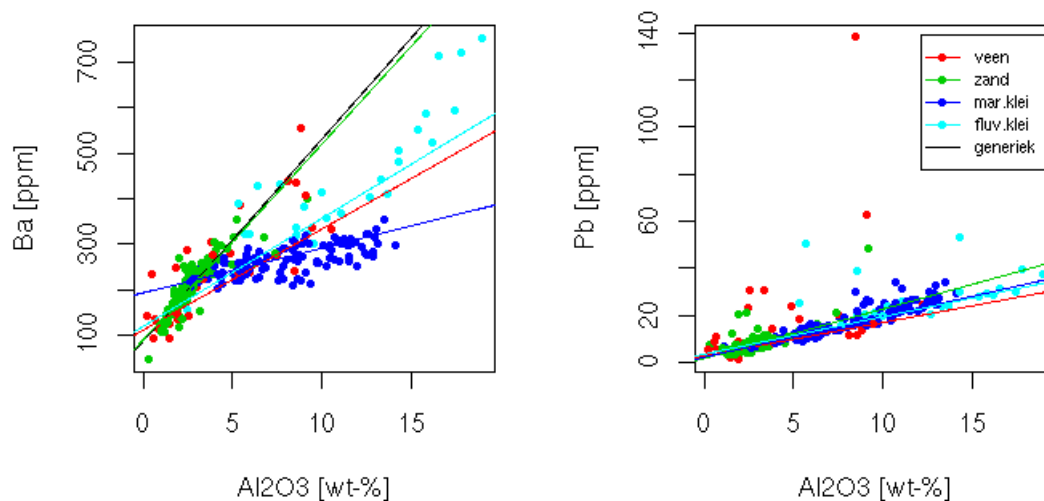 Ba [ppm]
700
500
300
100
0 5 10 15
Al2O3 [wt-%]
Pb [ppm]
140
100
60
20
0
0 5 10 15
Al2O3 [wt-%]
veen
zand
mar.klei
fluv.klei
generiek